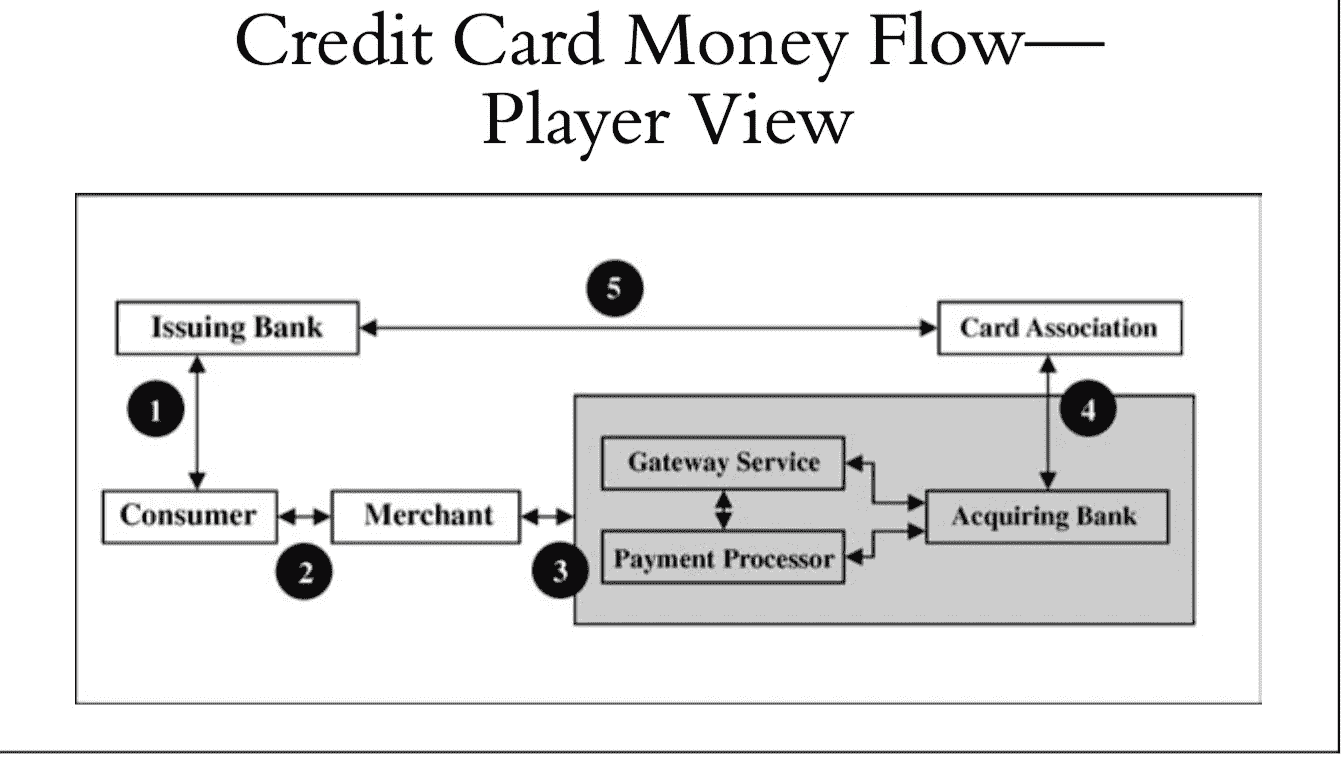 Credit Card Money Flow—
Player View
5
Issuing Bank
Card Association
1
4
Gateway Service
Consumer
Merchant
Acquiring Bank
Payment Processor
2
3